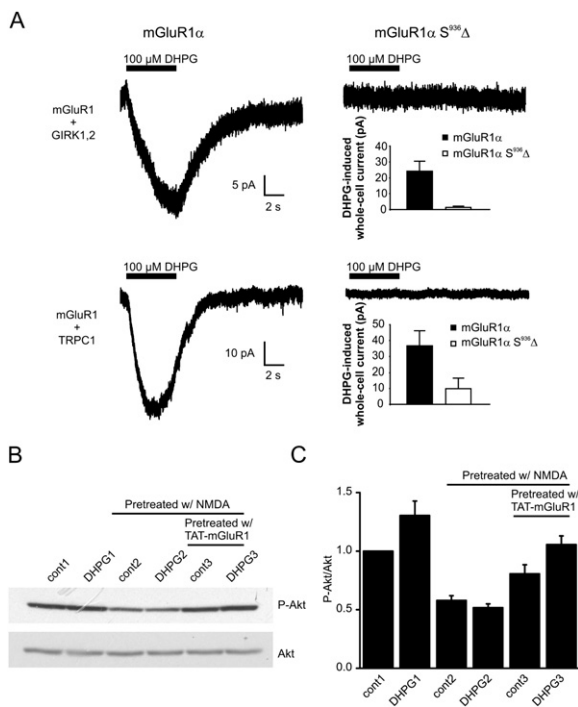 A
mGluR1α
mGluR1α S⁹³⁶Δ
100 µM DHPG
100 µM DHPG
mGluR1
+
GIRK1,2
5 pA
2 s
DHPG-induced
whole-cell current (pA)
40
30
20
10
0
mGluR1α
mGluR1α S⁹³⁶Δ
100 µM DHPG
100 µM DHPG
mGluR1
+
TRPC1
10 pA
2 s
DHPG-induced
whole-cell current (pA)
50
40
30
20
10
0
mGluR1α
mGluR1α S⁹³⁶Δ
B
Pretreated w/ NMDA
Pretreated w/
TAT-mGluR1
cont1
DHPG1
cont2
DHPG2
cont3
DHPG3
P-Akt
Akt
C
Pretreated w/ NMDA
Pretreated w/
TAT-mGluR1
P-Akt/Akt
1.5
1.0
0.5
0.0
cont1
DHPG1
cont2
DHPG2
cont3
DHPG3